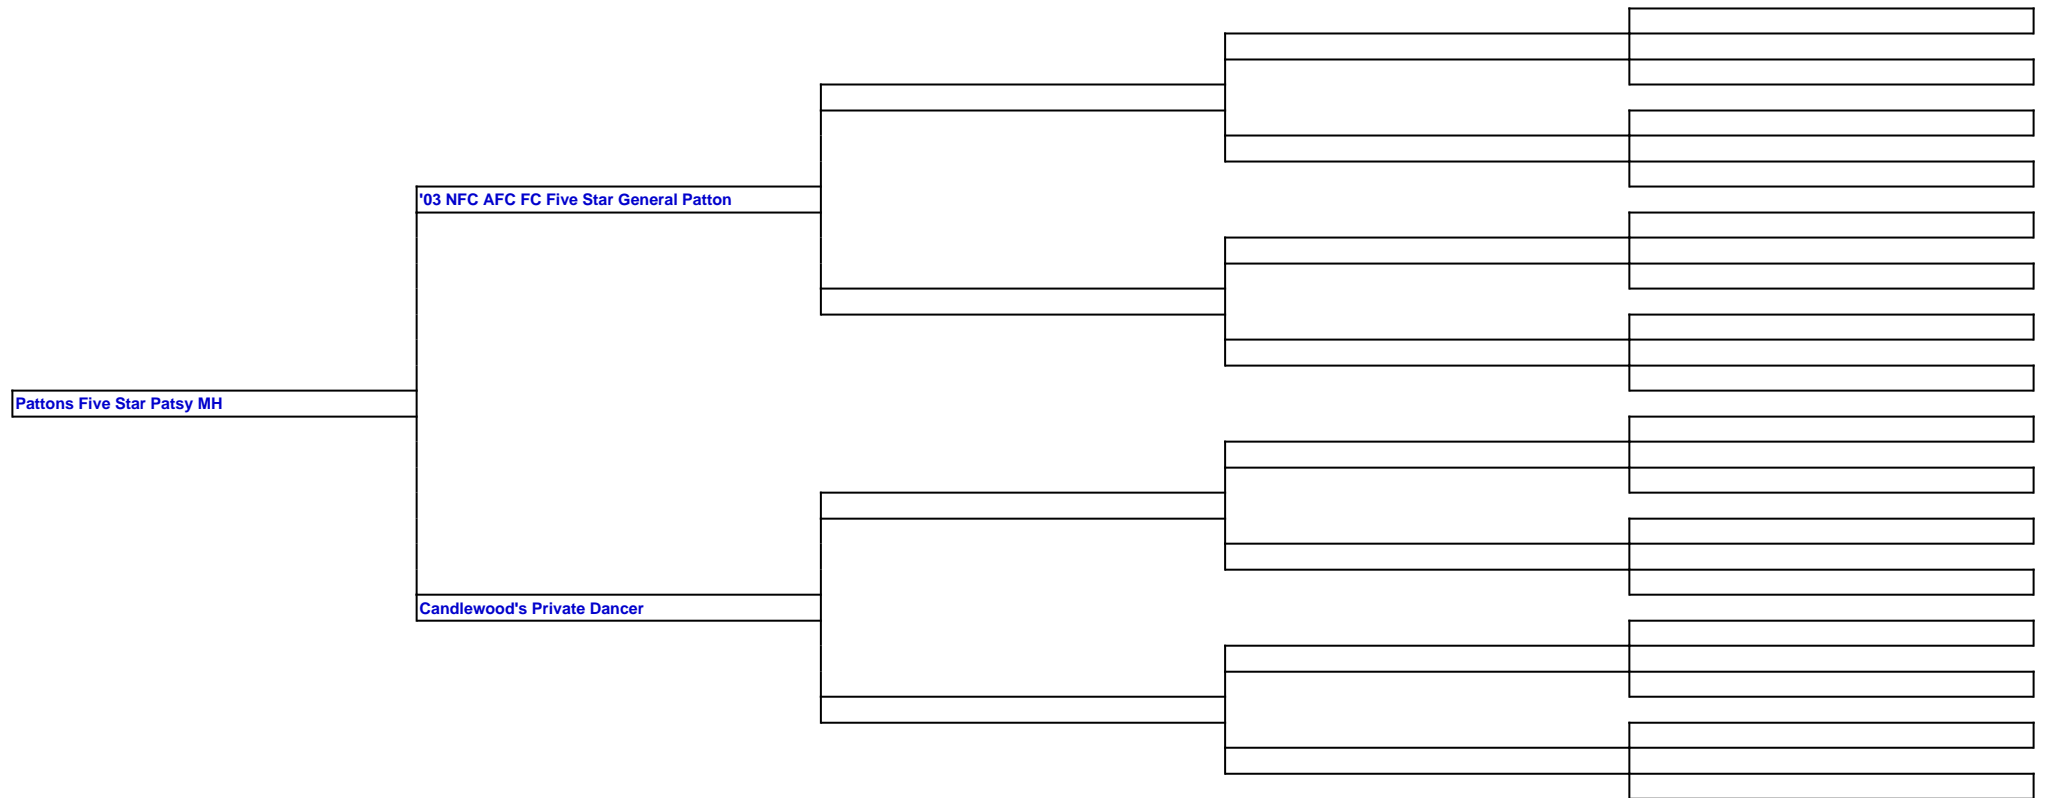 '03 NFC AFC FC Five Star General Patton
Pattons Five Star Patsy MH
Candlewood's Private Dancer